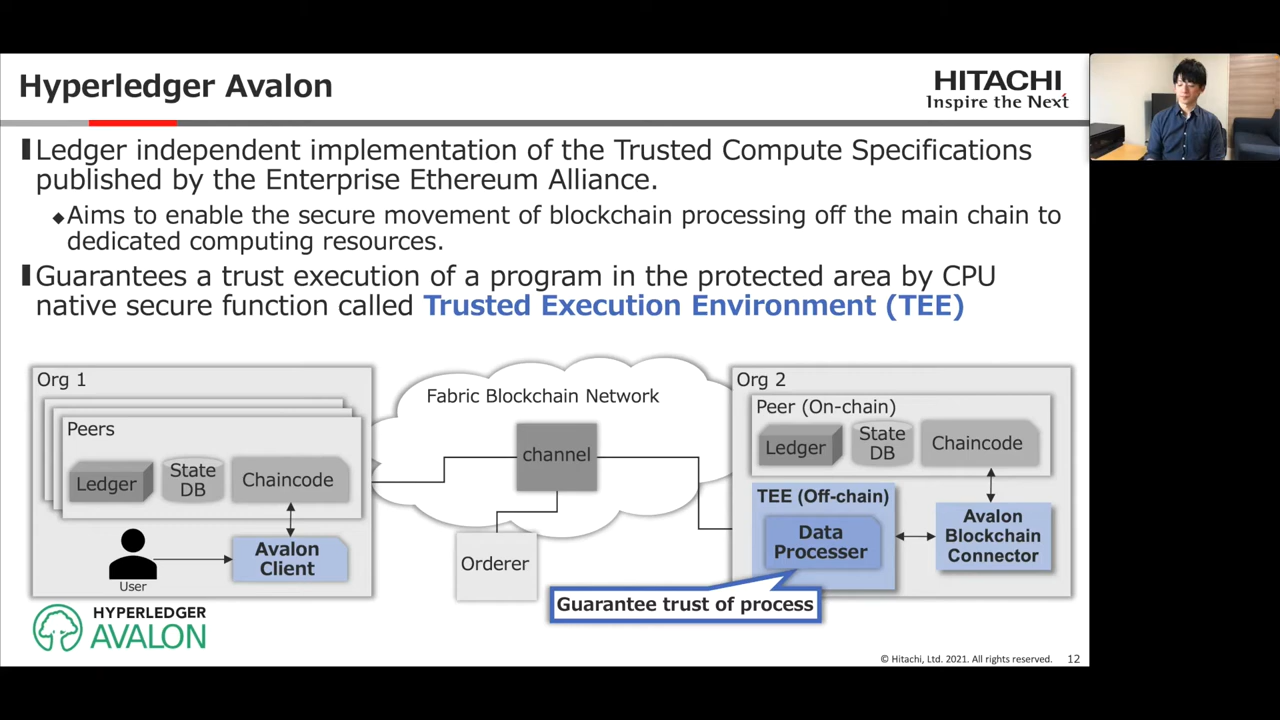 Hyperledger Avalon
HITACHI
Inspire the Next
Ledger independent implementation of the Trusted Compute Specifications
published by the Enterprise Ethereum Alliance.
Aims to enable the secure movement of blockchain processing off the main chain to
dedicated computing resources.
Guarantees a trust execution of a program in the protected area by CPU
native secure function called Trusted Execution Environment (TEE)
Org 1
Peers
Ledger
State
DB
Chaincode
User
Avalon
Client
Fabric Blockchain Network
channel
Orderer
Org 2
Peer (On-chain)
Ledger
State
DB
Chaincode
TEE (Off-chain)
Data
Processer
Avalon
Blockchain
Connector
Guarantee trust of process
HYPERLEDGER
AVALON
© Hitachi, Ltd. 2021. All rights reserved.
12